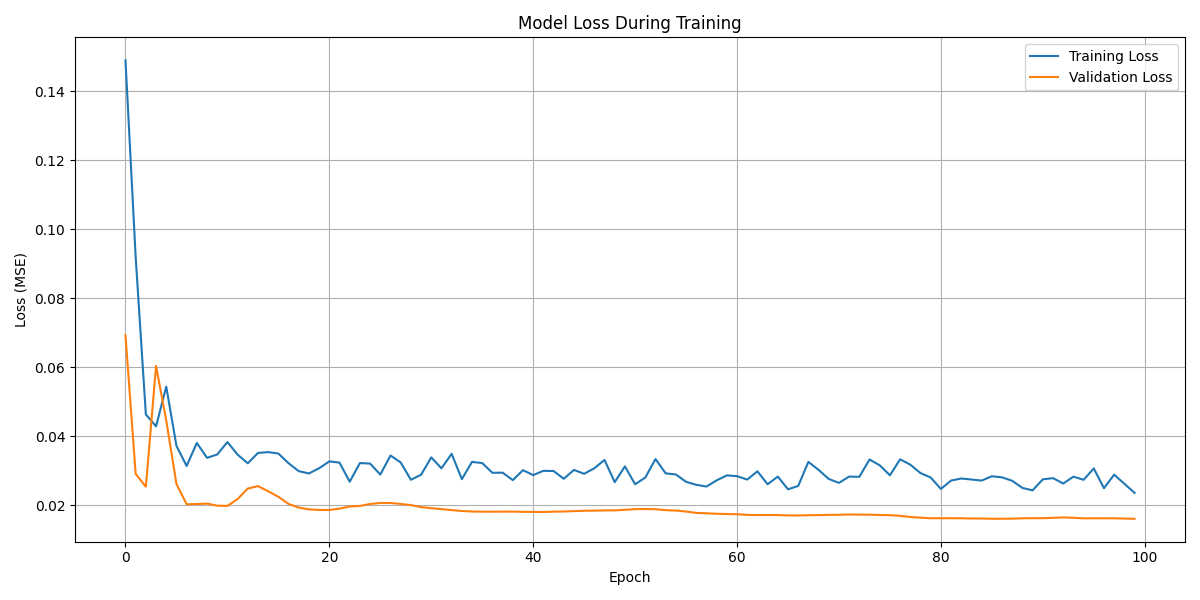 Model Loss During Training
Training Loss
Validation Loss
Loss (MSE)
0.14
0.12
0.10
0.08
0.06
0.04
0.02
0 20 40 60 80 100
Epoch